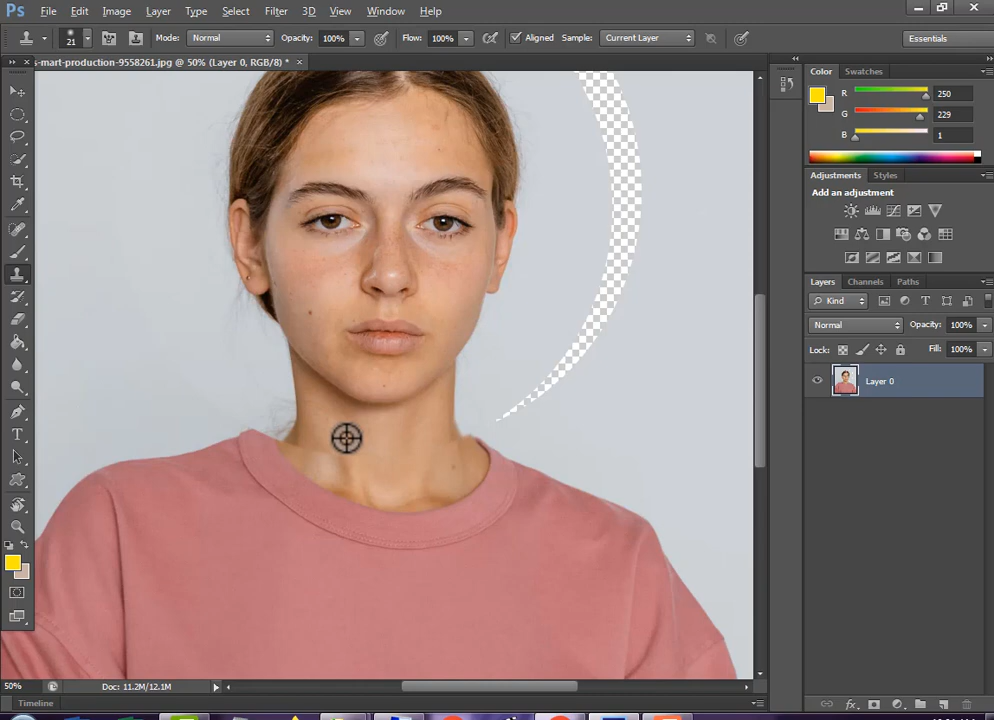 Ps File Edit Image Layer Type Select Filter 3D View Window Help
21 Mode: Normal Opacity: 100% Flow: 100% Aligned Sample: Current Layer Essentials
s-mart-production-9558261.jpg @ 50% (Layer 0, RGB/8) *
Color Swatches
R 250
G 229
B 1
Adjustments Styles
Add an adjustment
Layers Channels Paths
Kind
Normal Opacity: 100%
Lock: Fill: 100%
Layer 0
50% Doc: 11.2M/12.1M
Timeline